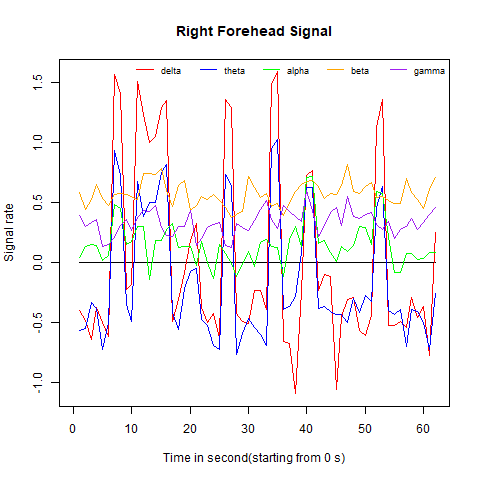 Right Forehead Signal
delta theta alpha beta gamma
Signal rate
1.5
1.0
0.5
0.0
-0.5
-1.0
0 10 20 30 40 50 60
Time in second(starting from 0 s)